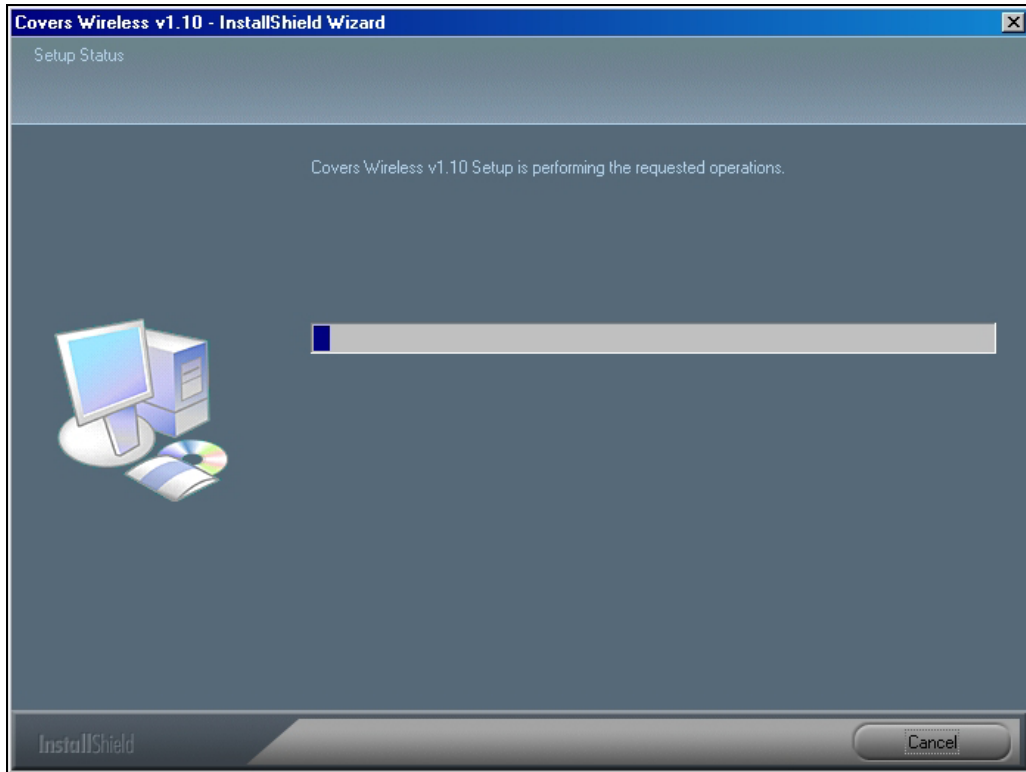 Covers Wireless v1.10 - InstallShield Wizard
Setup Status
Covers Wireless v1.10 Setup is performing the requested operations.
InstallShield
Cancel